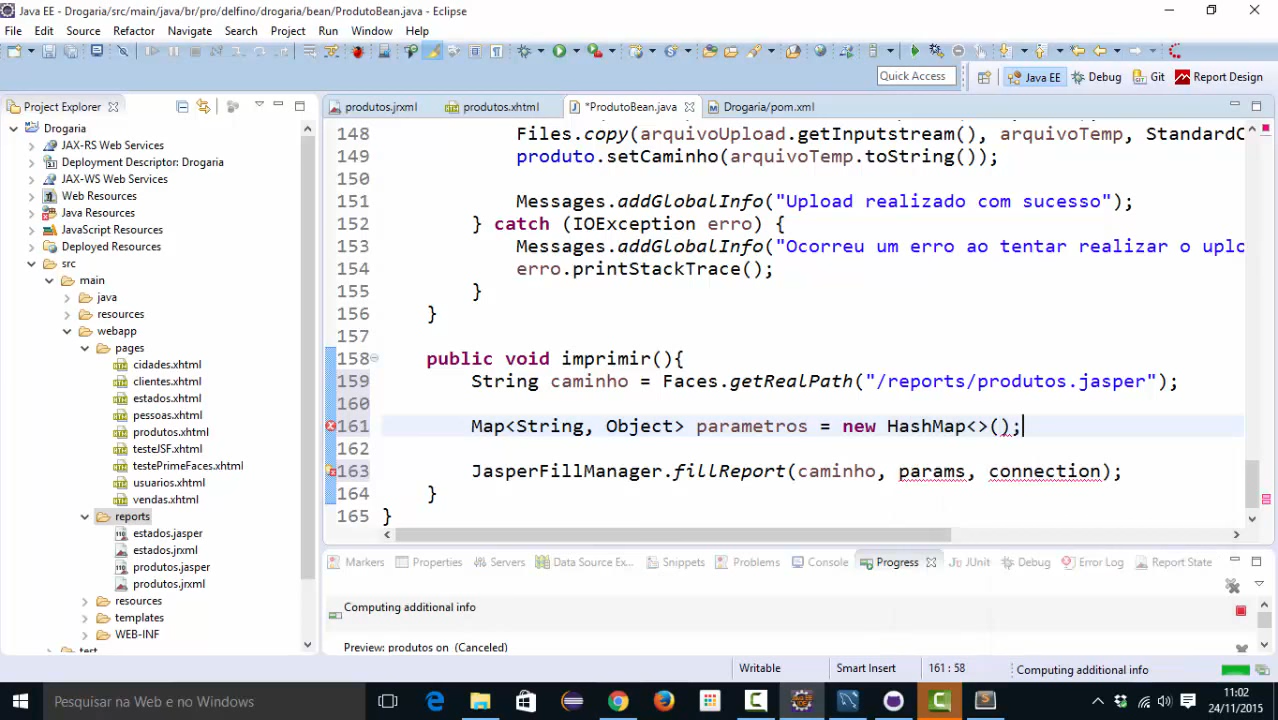 Java EE - Drogaria/src/main/java/br/pro/delfino/drogaria/bean/ProdutoBean.java - Eclipse
File Edit Source Refactor Navigate Search Project Run Window Help
Quick Access
Java EE
Debug
Git
Report Design
Project Explorer
produtos.jrxml
produtos.xhtml
*ProdutoBean.java
Drogaria/pom.xml
Drogaria
JAX-RS Web Services
Deployment Descriptor: Drogaria
JAX-WS Web Services
Web Resources
Java Resources
JavaScript Resources
Deployed Resources
src
main
java
resources
webapp
pages
cidades.xhtml
clientes.xhtml
estados.xhtml
pessoas.xhtml
produtos.xhtml
testeJSF.xhtml
testePrimeFaces.xhtml
usuarios.xhtml
vendas.xhtml
reports
estados.jasper
estados.jrxml
produtos.jasper
produtos.jrxml
resources
templates
WEB-INF
test
148 Files.copy(arquivoUpload.getInputstream(), arquivoTemp, StandardC
149 produto.setCaminho(arquivoTemp.toString());
150
151 Messages.addGlobalInfo("Upload realizado com sucesso");
152 } catch (IOException erro) {
153 Messages.addGlobalInfo("Ocorreu um erro ao tentar realizar o uplo
154 erro.printStackTrace();
155 }
156 }
157
158 public void imprimir(){
159 String caminho = Faces.getRealPath("/reports/produtos.jasper");
160
161 Map<String, Object> parametros = new HashMap<>();
162
163 JasperFillManager.fillReport(caminho, params, connection);
164 }
165 }
Markers Properties Servers Data Source Ex... Snippets Problems Console Progress JUnit Debug Error Log Report State
Computing additional info
Preview: produtos on (Canceled)
Writable
Smart Insert
161 : 58
Computing additional info
Pesquisar na Web e no Windows
11:02
24/11/2015